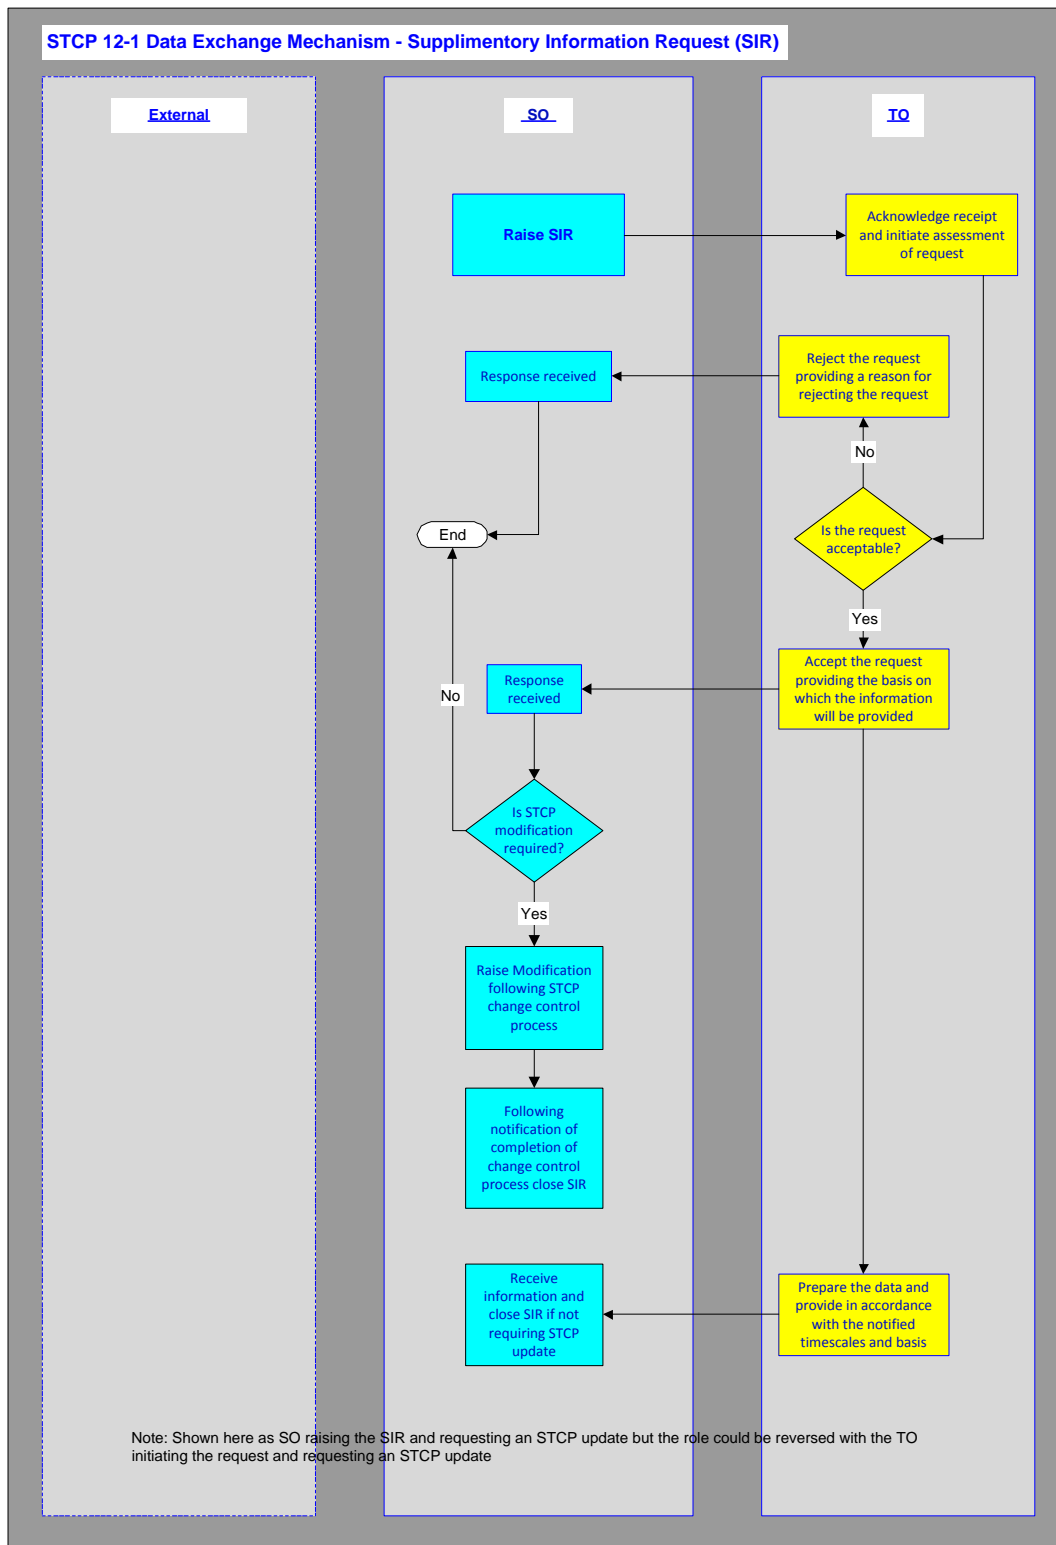 STCP 12-1 Data Exchange Mechanism - Supplimentory Information Request (SIR)
External
SO
TO
Raise SIR
Acknowledge receipt
and initiate assessment
of request
Response received
Reject the request
providing a reason for
rejecting the request
No
End
Is the request
acceptable?
Yes
Accept the request
providing the basis on
which the information
will be provided
Response
received
No
Is STCP
modification
required?
Yes
Raise Modification
following STCP
change control
process
Following
notification of
completion of
change control
process close SIR
Receive
information and
close SIR if not
requiring STCP
update
Prepare the data and
provide in accordance
with the notified
timescales and basis
Note: Shown here as SO raising the SIR and requesting an STCP update but the role could be reversed with the TO
initiating the request and requesting an STCP update